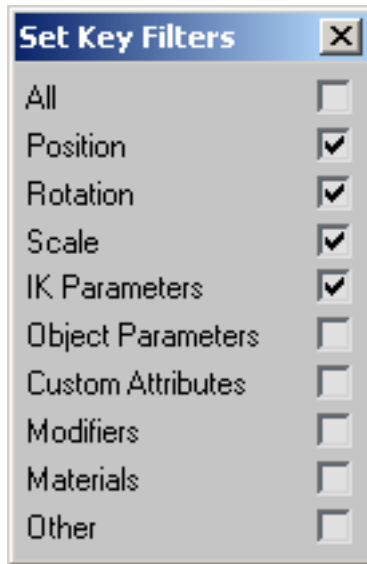 Set Key Filters
All
Position
Rotation
Scale
IK Parameters
Object Parameters
Custom Attributes
Modifiers
Materials
Other